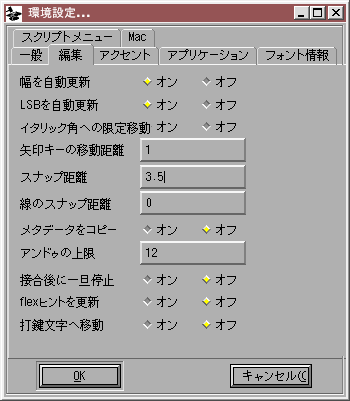 環境設定...
スクリプトメニュー Mac
一般 編集 アクセント アプリケーション フォント情報
幅を自動更新 オン オフ
LSBを自動更新 オン オフ
イタリック角への限定移動 オン オフ
矢印キーの移動距離 1
スナップ距離 3.5
線のスナップ距離 0
メタデータをコピー オン オフ
アンドゥの上限 12
接合後に一旦停止 オン オフ
flexヒントを更新 オン オフ
打鍵文字へ移動 オン オフ
OK キャンセル(C